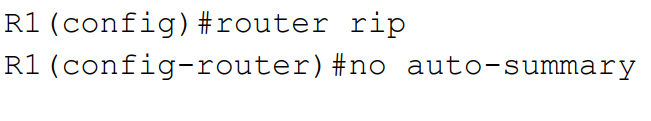 R1(config)#router rip
R1(config-router)#no auto-summary